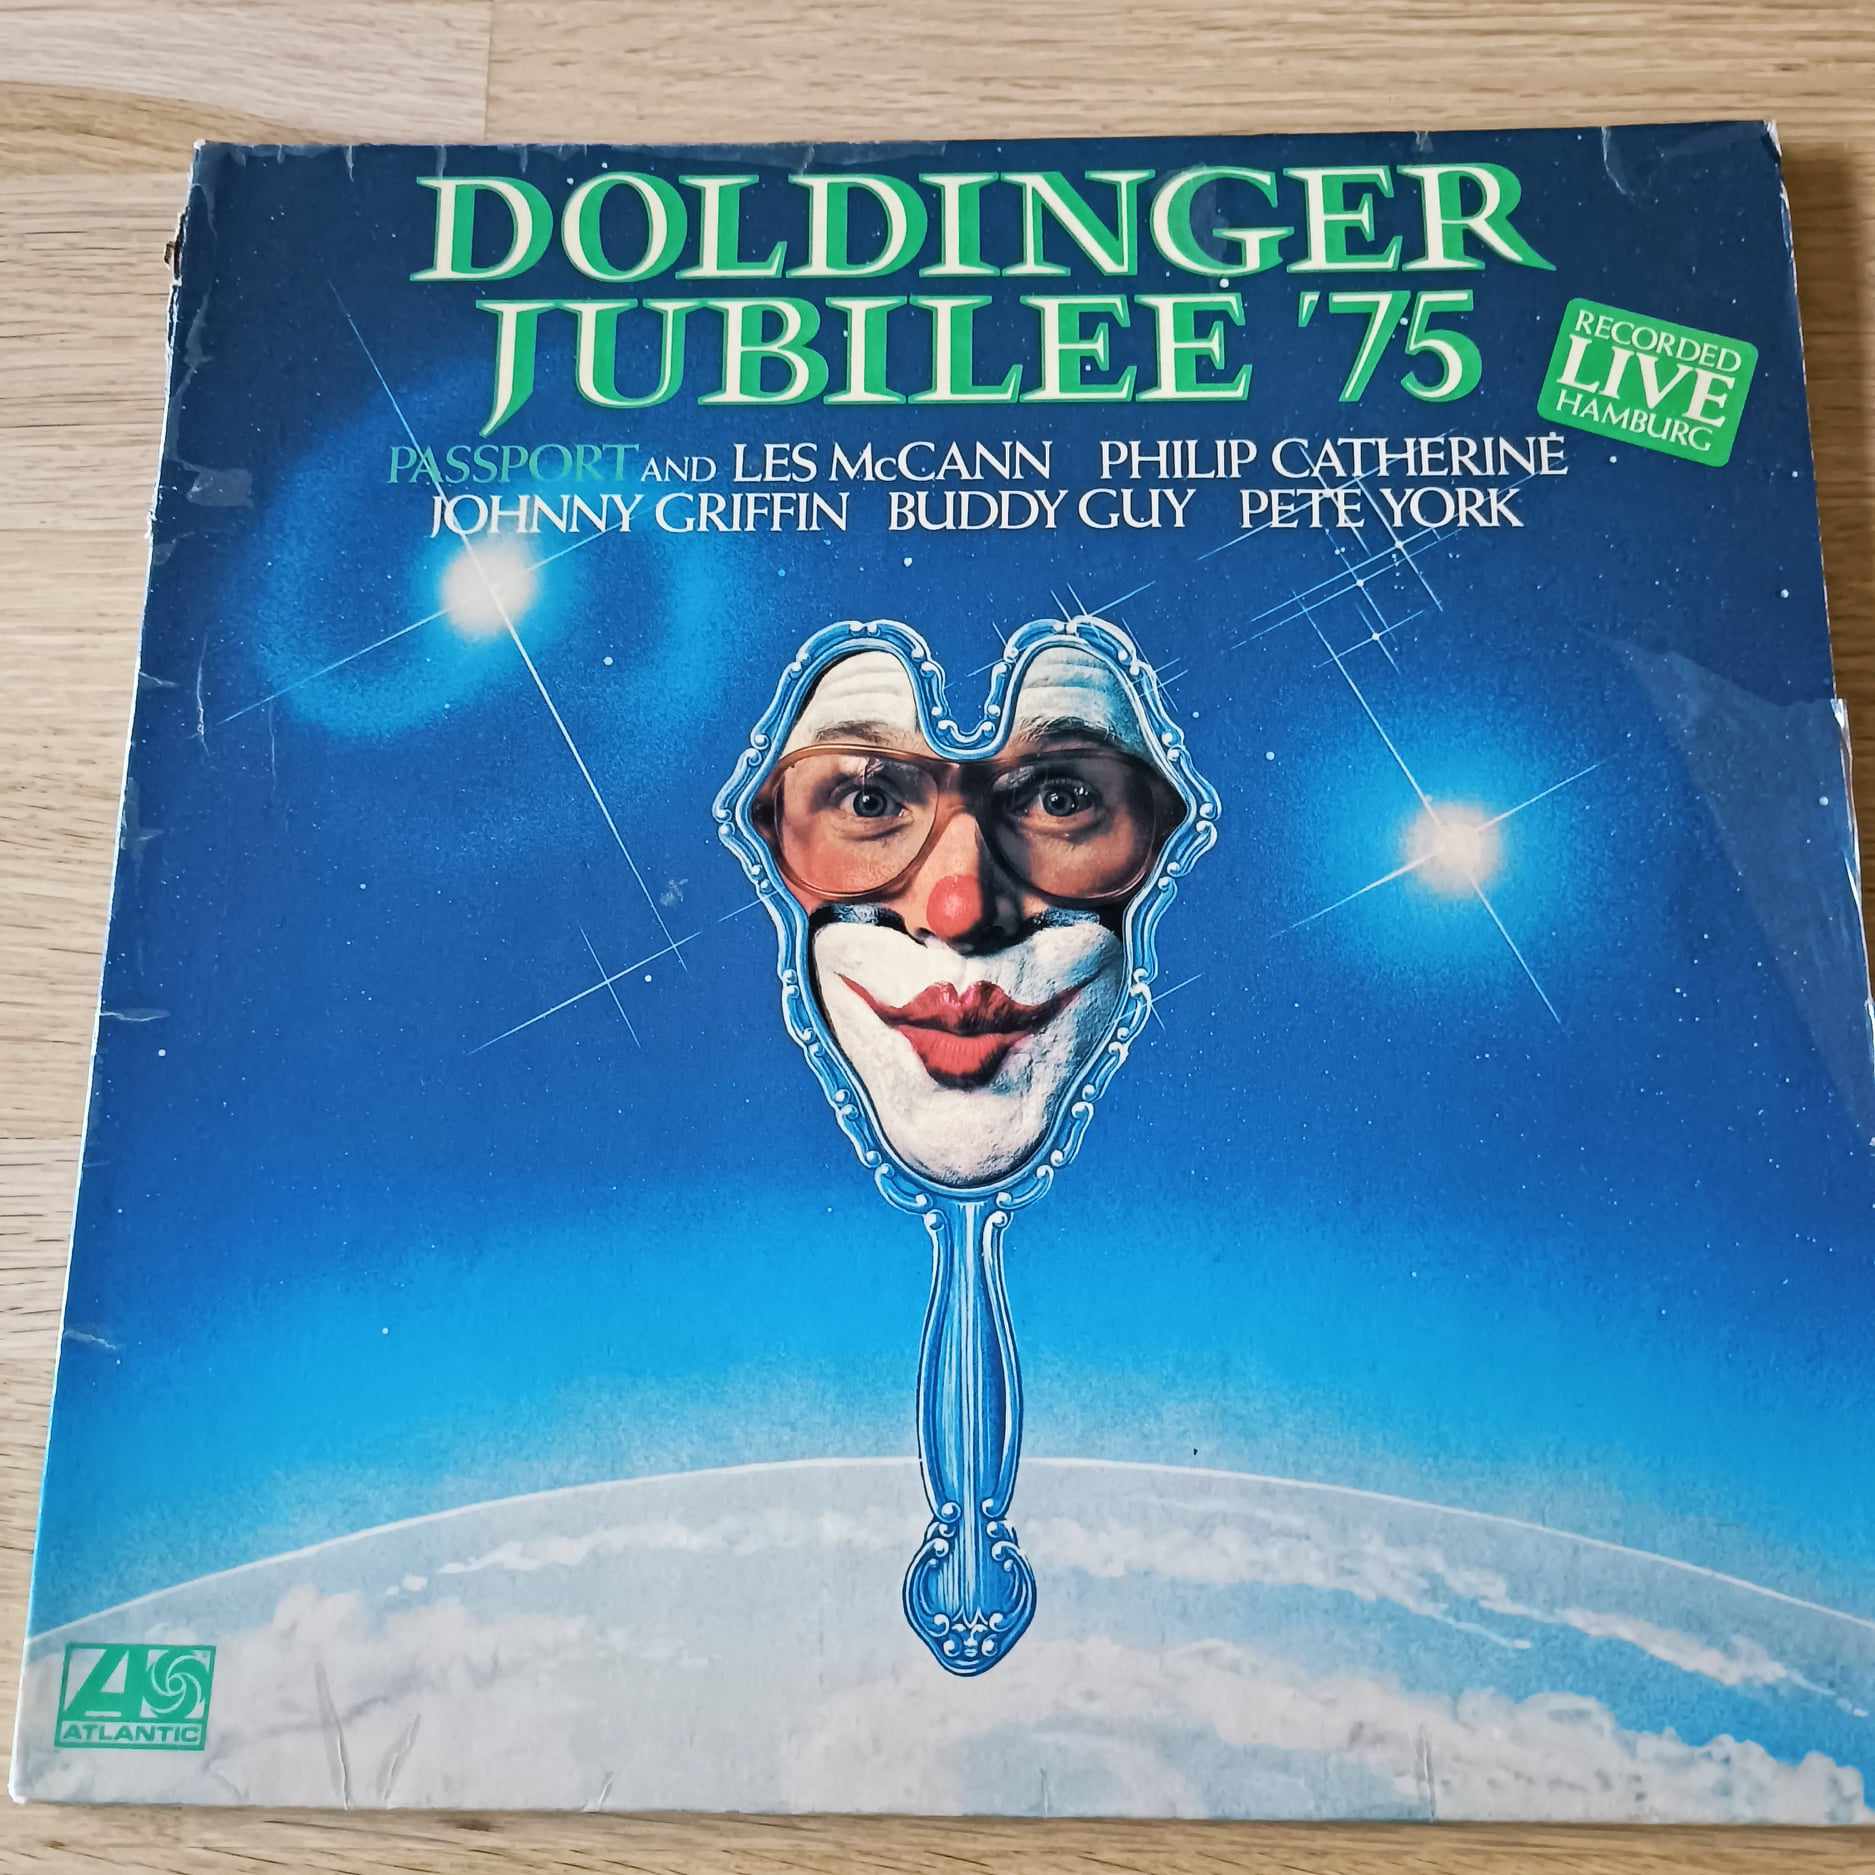 DOLDINGER
JUBILEE '75
RECORDED
LIVE
HAMBURG
PASSPORT AND LES McCANN PHILIP CATHERINE
JOHNNY GRIFFIN BUDDY GUY PETE YORK
ATLANTIC